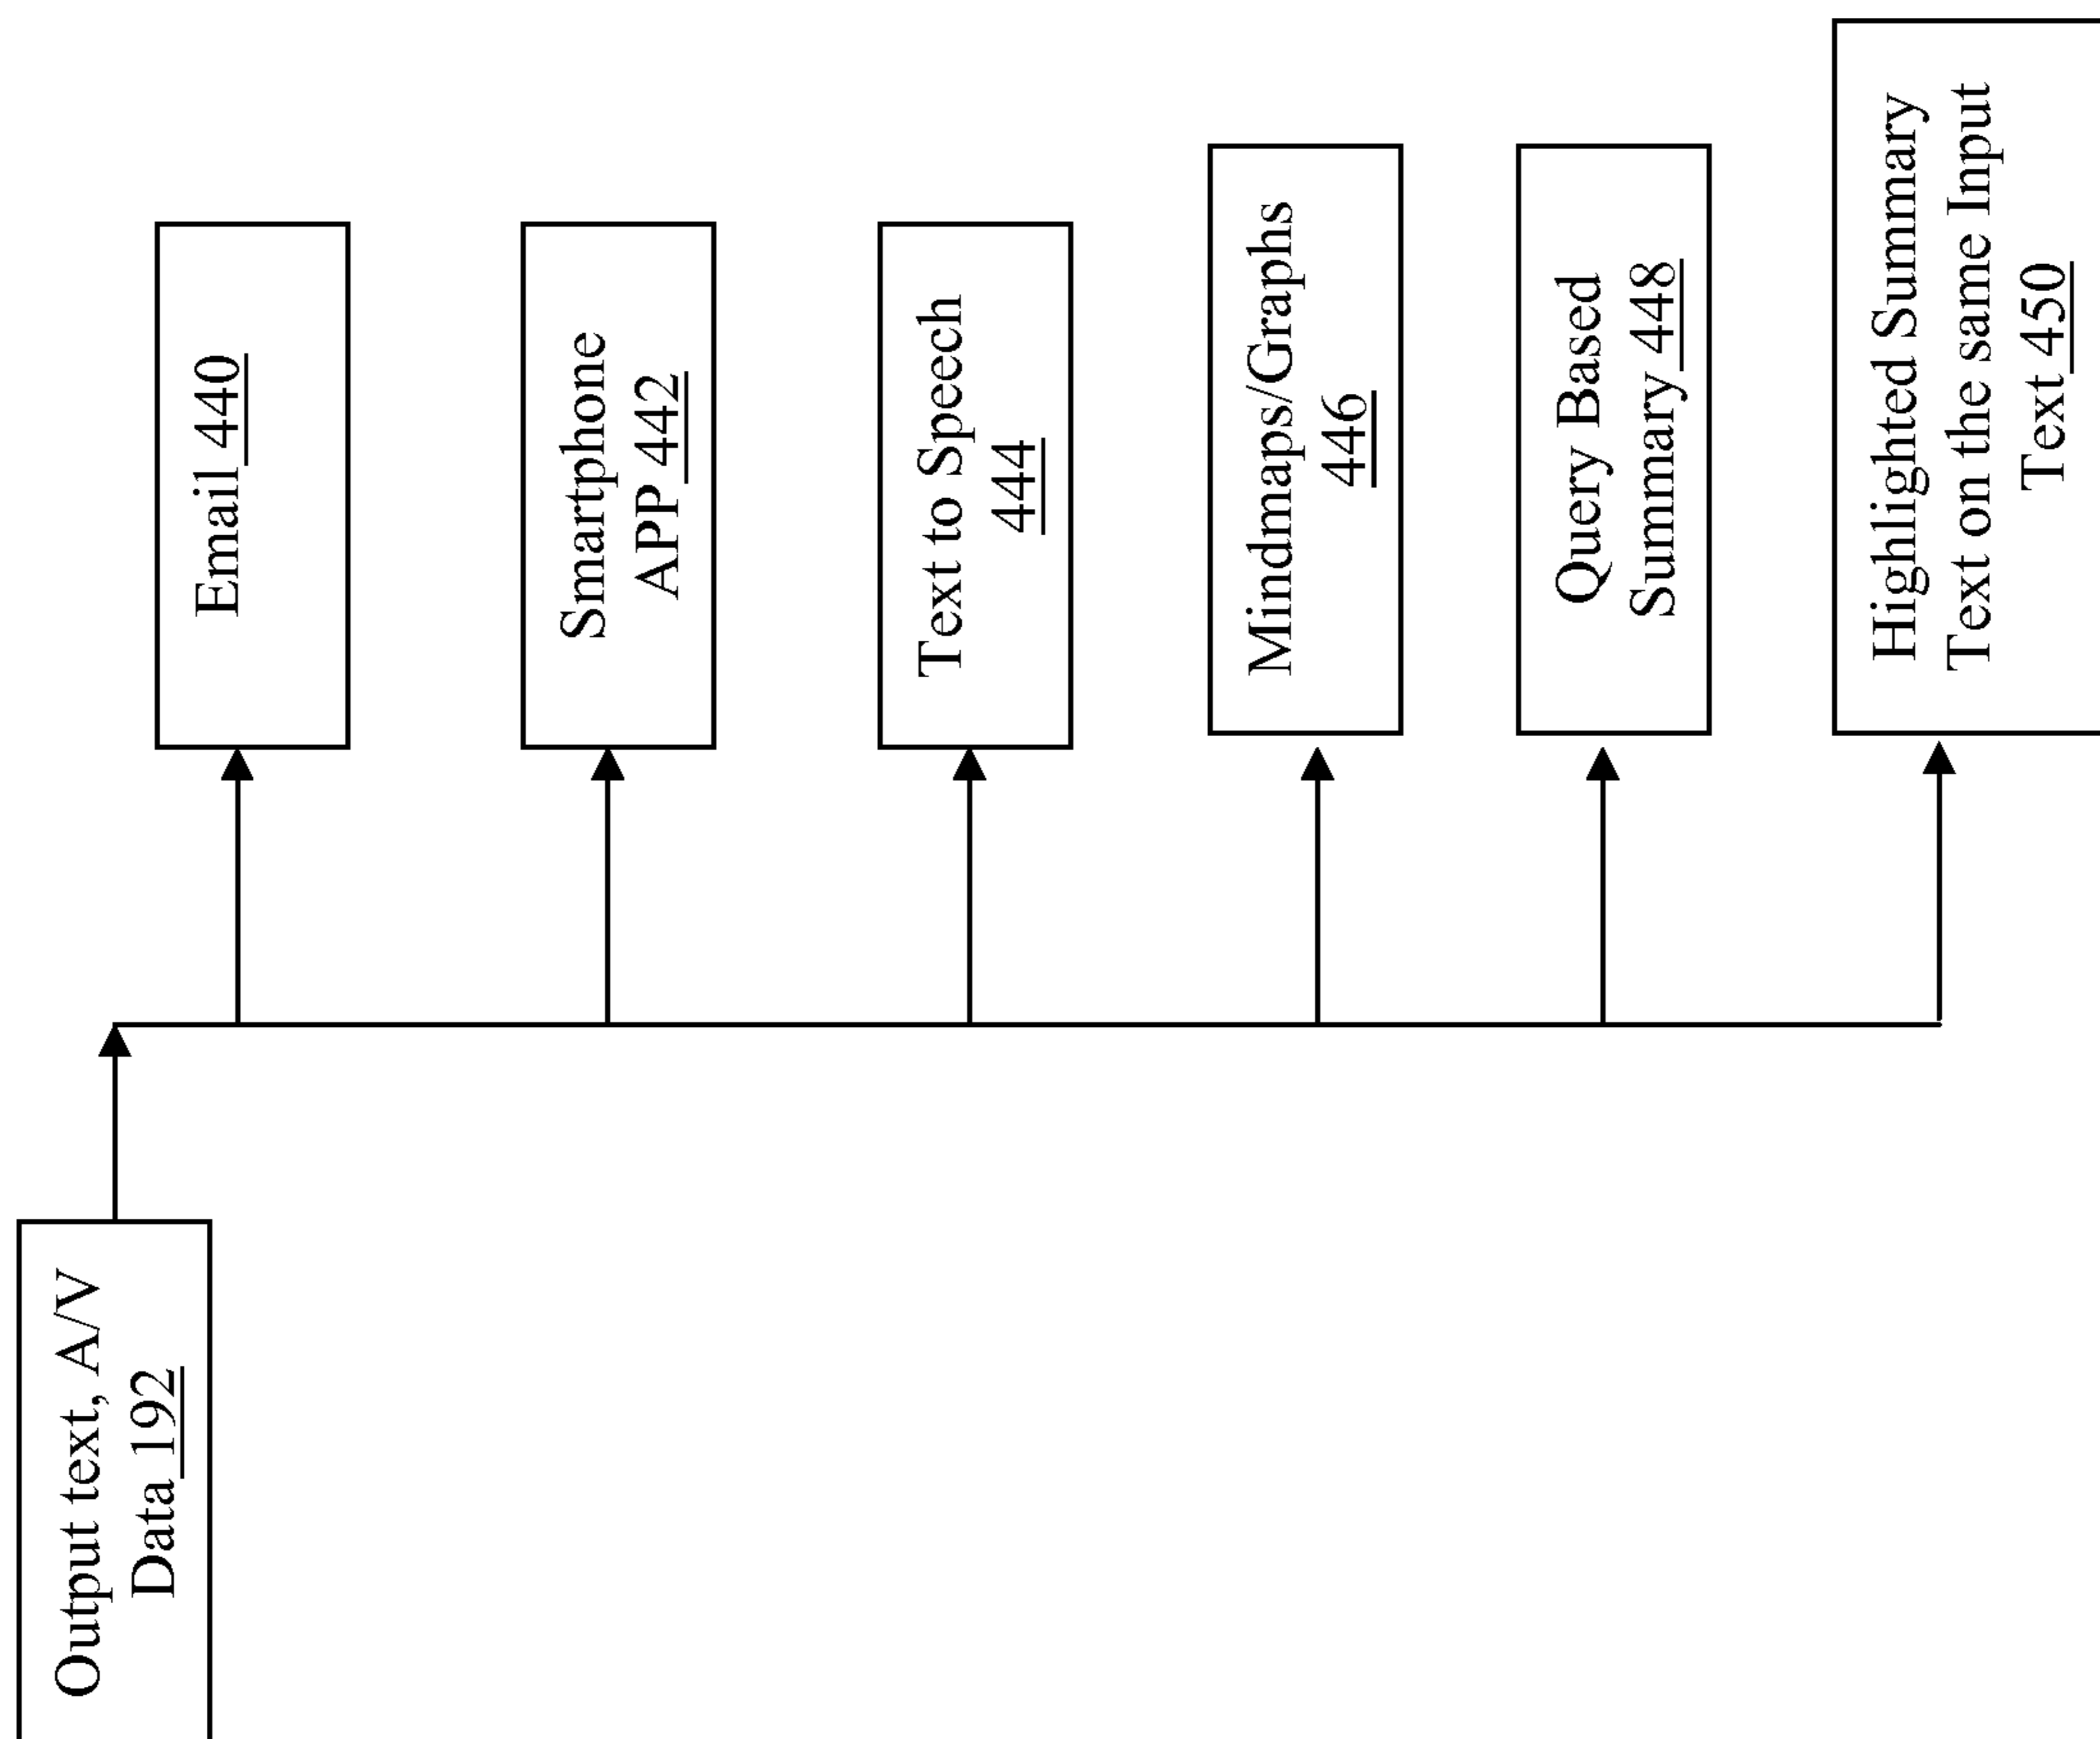 Output text, A/V
Data 192
Email 440
Smartphone
APP 442
Text to Speech
444
Mindmaps/Graphs
446
Query Based
Summary 448
Highlighted Summary
Text on the same Input
Text 450